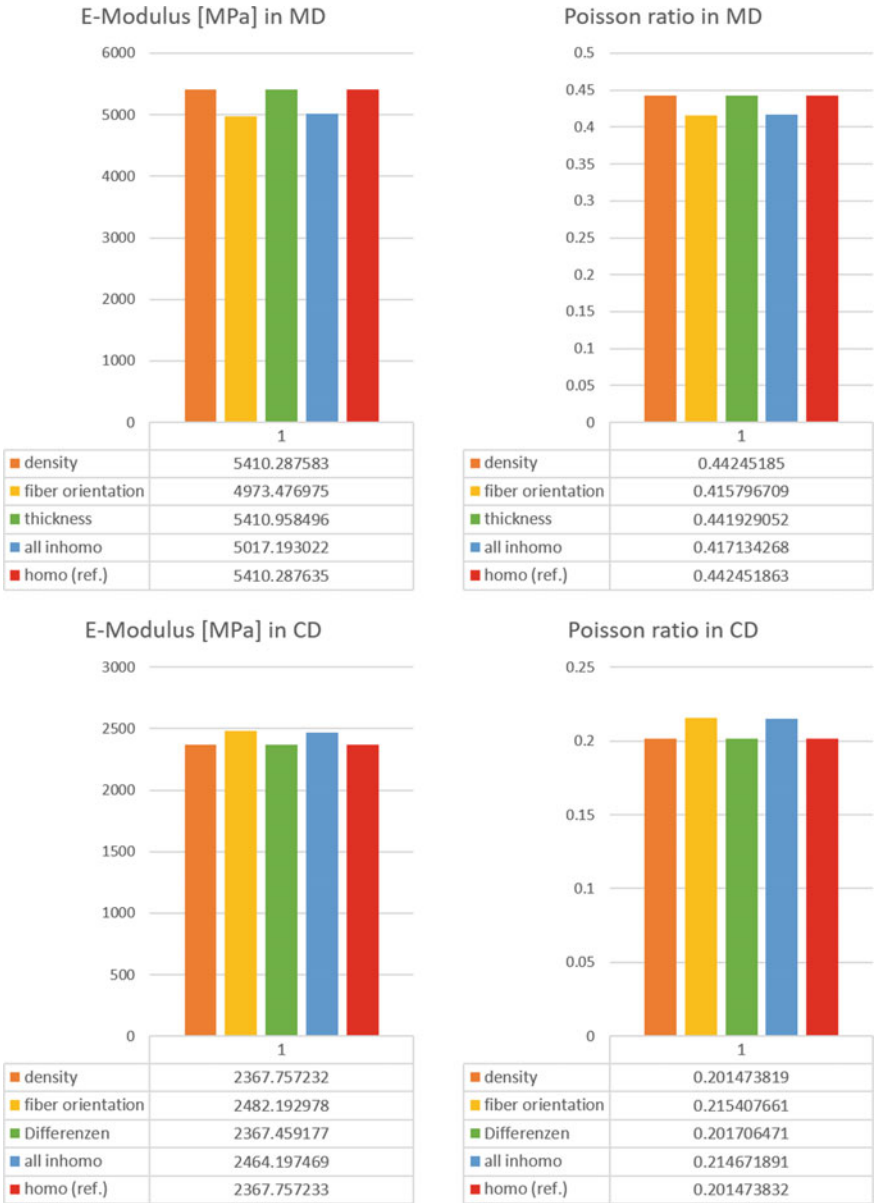 E-Modulus [MPa] in MD
6000
5000
4000
3000
2000
1000
0
1
density 5410.287583
fiber orientation 4973.476975
thickness 5410.958496
all inhomo 5017.193022
homo (ref.) 5410.287635
Poisson ratio in MD
0.5
0.45
0.4
0.35
0.3
0.25
0.2
0.15
0.1
0.05
0
1
density 0.44245185
fiber orientation 0.415796709
thickness 0.441929052
all inhomo 0.417134268
homo (ref.) 0.442451863
E-Modulus [MPa] in CD
3000
2500
2000
1500
1000
500
0
1
density 2367.757232
fiber orientation 2482.192978
Differenzen 2367.459177
all inhomo 2464.197469
homo (ref.) 2367.757233
Poisson ratio in CD
0.25
0.2
0.15
0.1
0.05
0
1
density 0.201473819
fiber orientation 0.215407661
Differenzen 0.201706471
all inhomo 0.214671891
homo (ref.) 0.201473832